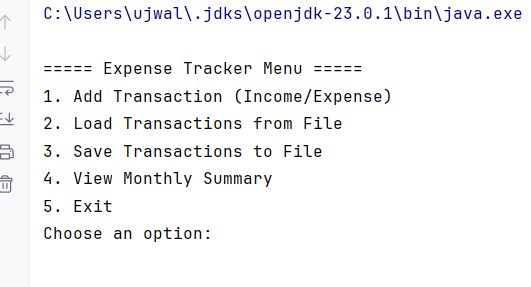 C:\Users\ujwal\.jdks\openjdk-23.0.1\bin\java.exe
===== Expense Tracker Menu =====
1. Add Transaction (Income/Expense)
2. Load Transactions from File
3. Save Transactions to File
4. View Monthly Summary
5. Exit
Choose an option: